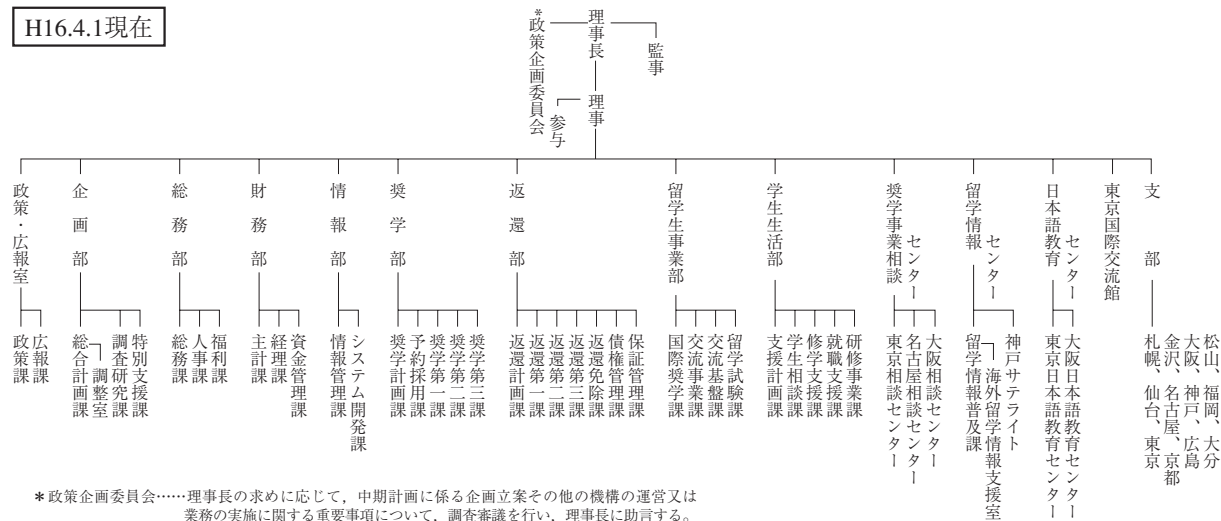 H16.4.1現在
*政策企画委員会
理事長
監事
理事
参与
政策・広報室
政策課
広報課
企画部
総合計画課
調整室
調査研究課
特別支援課
総務部
総務課
人事課
福利課
財務部
主計課
経理課
資金管理課
情報部
情報管理課
システム開発課
奨学部
奨学計画課
予約採用課
奨学第一課
奨学第二課
奨学第三課
返還部
返還計画課
返還第一課
返還第二課
返還第三課
返還免除課
債権管理課
保証管理課
留学生事業部
国際奨学課
交流事業課
交流基盤課
留学試験課
学生生活部
支援計画課
学生相談課
修学支援課
就職支援課
研修事業課
奨学事業相談
センター
東京相談センター
名古屋相談センター
大阪相談センター
留学情報
センター
留学情報普及課
海外留学情報支援室
神戸サテライト
日本語教育
センター
東京日本語教育センター
大阪日本語教育センター
東京国際交流館
支部
札幌、仙台、東京
金沢、名古屋、京都
大阪、神戸、広島
松山、福岡、大分
*政策企画委員会……理事長の求めに応じて，中期計画に係る企画立案その他の機構の運営又は
業務の実施に関する重要事項について，調査審議を行い，理事長に助言する。